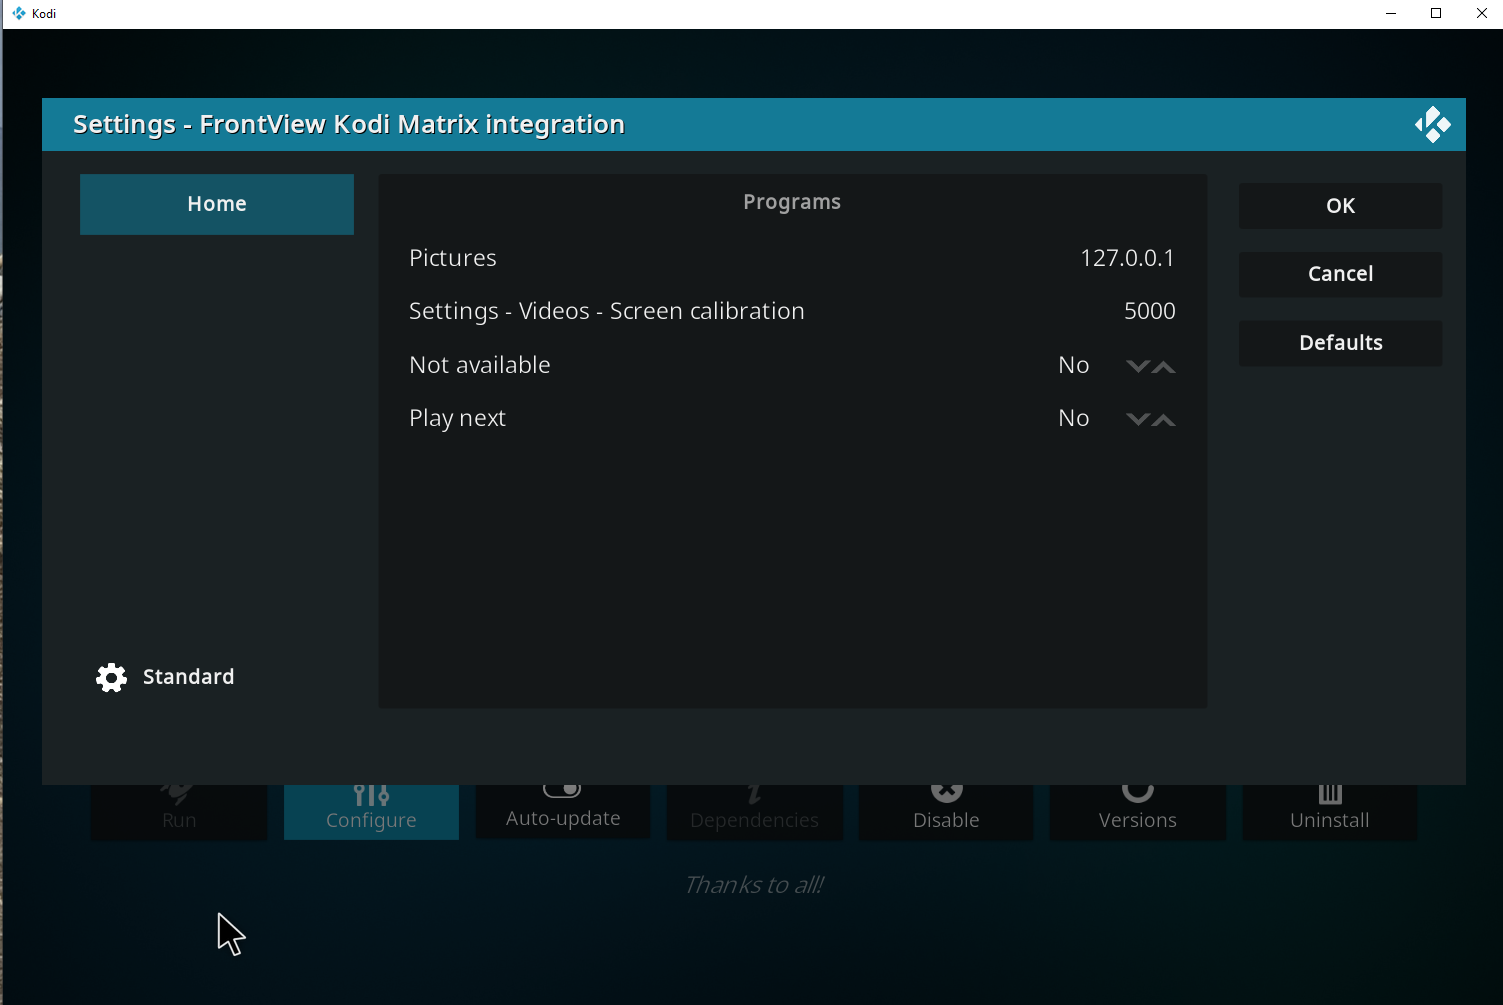 Kodi
Settings - FrontView Kodi Matrix integration
Home
Programs
Pictures 127.0.0.1
Settings - Videos - Screen calibration 5000
Not available No
Play next No
OK
Cancel
Defaults
Standard
Run
Configure
Auto-update
Dependencies
Disable
Versions
Uninstall
Thanks to all!